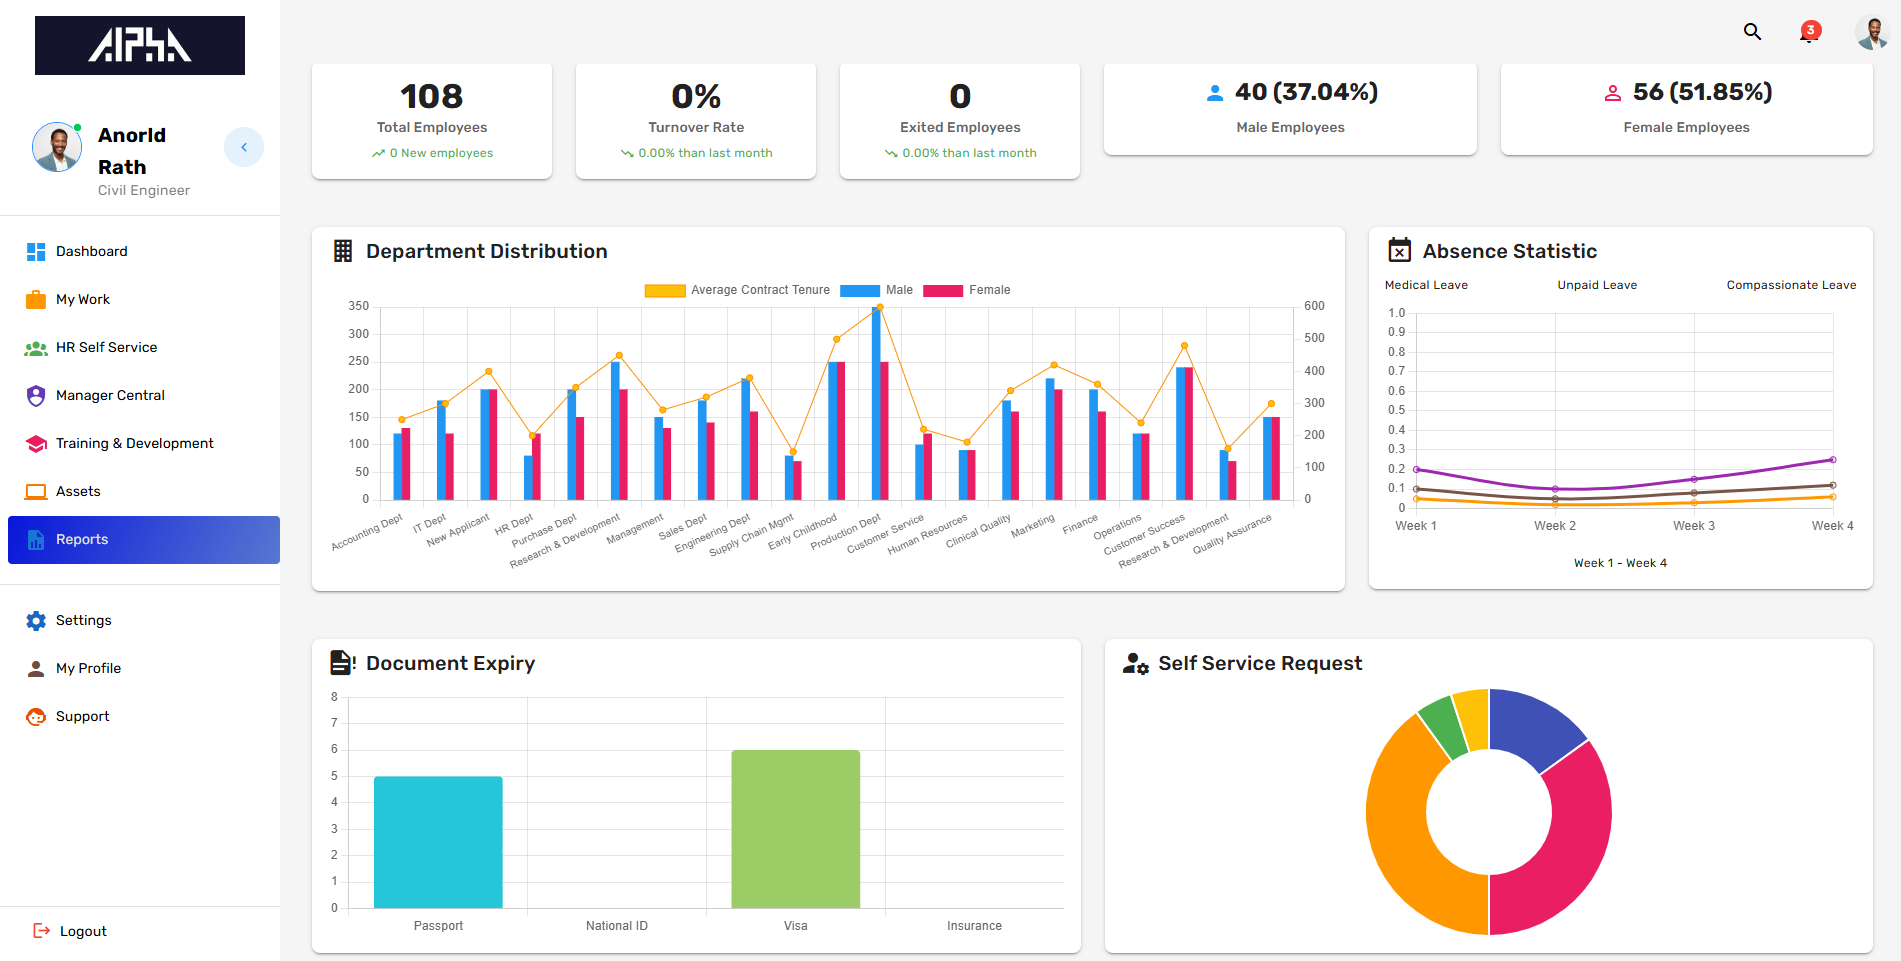 ALPHA
3
Anorld
Rath
Civil Engineer
Dashboard
My Work
HR Self Service
Manager Central
Training & Development
Assets
Reports
Settings
My Profile
Support
Logout
108
Total Employees
0 New employees
0%
Turnover Rate
0.00% than last month
0
Exited Employees
0.00% than last month
40 (37.04%)
Male Employees
56 (51.85%)
Female Employees
Department Distribution
Average Contract Tenure Male Female
350
300
250
200
150
100
50
0
600
500
400
300
200
100
0
Accounting Dept
IT Dept
New Applicant
HR Dept
Purchase Dept
Research & Development
Management
Sales Dept
Engineering Dept
Supply Chain Mgmt
Early Childhood
Production Dept
Customer Service
Human Resources
Clinical Quality
Marketing
Finance
Operations
Customer Success
Research & Development
Quality Assurance
Absence Statistic
Medical Leave Unpaid Leave Compassionate Leave
1.0
0.9
0.8
0.7
0.6
0.5
0.4
0.3
0.2
0.1
0
Week 1 Week 2 Week 3 Week 4
Week 1 - Week 4
Document Expiry
8
7
6
5
4
3
2
1
0
Passport National ID Visa Insurance
Self Service Request